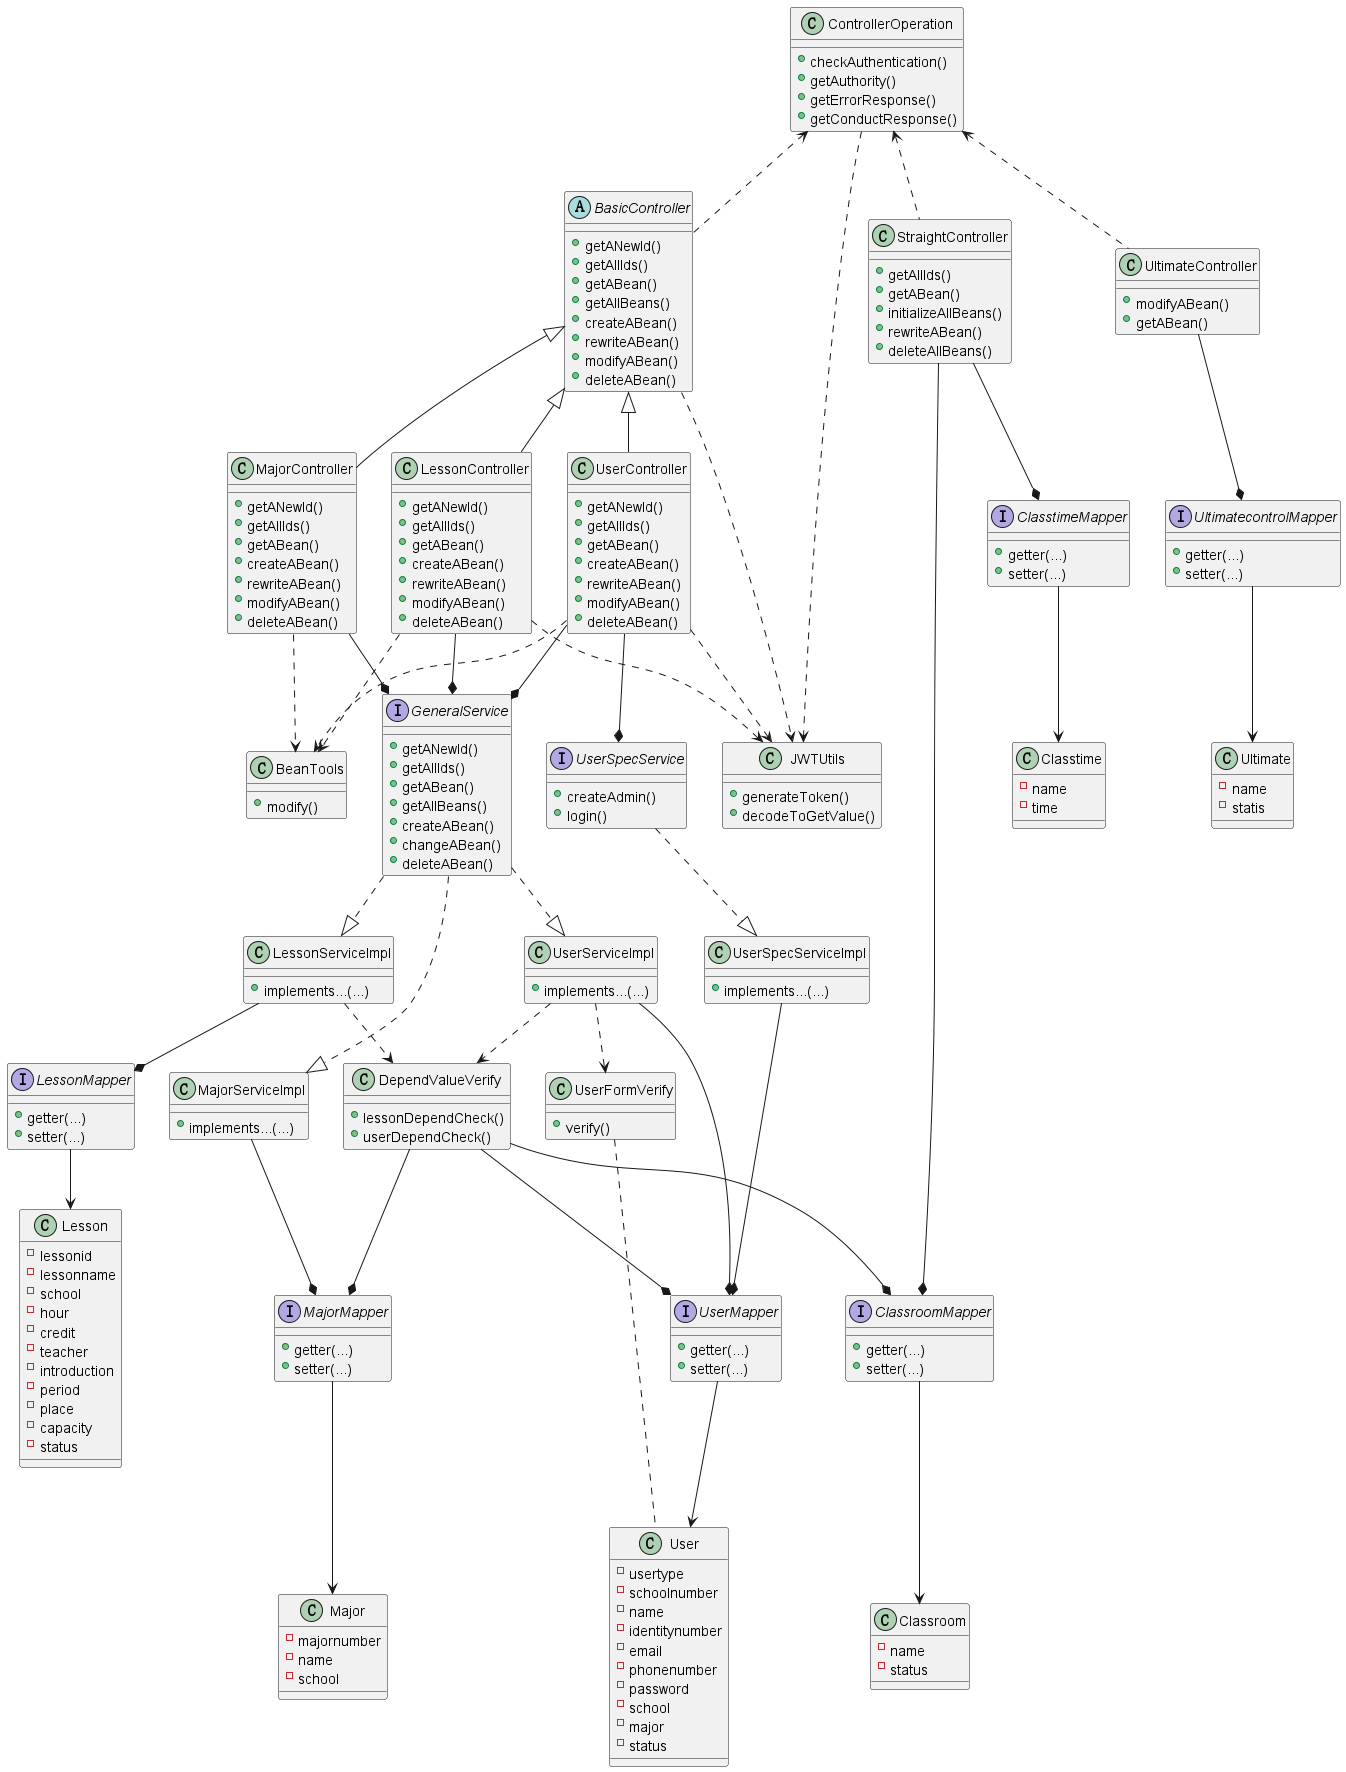 C ControllerOperation
checkAuthentication()
getAuthority()
getErrorResponse()
getConductResponse()
A BasicController
getANewId()
getAllIds()
getABean()
getAllBeans()
createABean()
rewriteABean()
modifyABean()
deleteABean()
C StraightController
getAllIds()
getABean()
initializeAllBeans()
rewriteABean()
deleteAllBeans()
C UltimateController
modifyABean()
getABean()
C MajorController
getANewId()
getAllIds()
getABean()
createABean()
rewriteABean()
modifyABean()
deleteABean()
C LessonController
getANewId()
getAllIds()
getABean()
createABean()
rewriteABean()
modifyABean()
deleteABean()
C UserController
getANewId()
getAllIds()
getABean()
createABean()
rewriteABean()
modifyABean()
deleteABean()
I ClasstimeMapper
getter(...)
setter(...)
I UltimatecontrolMapper
getter(...)
setter(...)
C BeanTools
modify()
I GeneralService
getANewId()
getAllIds()
getABean()
getAllBeans()
createABean()
changeABean()
deleteABean()
I UserSpecService
createAdmin()
login()
C JWTUtils
generateToken()
decodeToGetValue()
C Classtime
name
time
C Ultimate
name
statis
C LessonServiceImpl
implements...(...)
C UserServiceImpl
implements...(...)
C UserSpecServiceImpl
implements...(...)
I LessonMapper
getter(...)
setter(...)
C MajorServiceImpl
implements...(...)
C DependValueVerify
lessonDependCheck()
userDependCheck()
C UserFormVerify
verify()
C Lesson
lessonid
lessonname
school
hour
credit
teacher
introduction
period
place
capacity
status
I MajorMapper
getter(...)
setter(...)
I UserMapper
getter(...)
setter(...)
I ClassroomMapper
getter(...)
setter(...)
C Major
majornumber
name
school
C User
usertype
schoolnumber
name
identitynumber
email
phonenumber
password
school
major
status
C Classroom
name
status